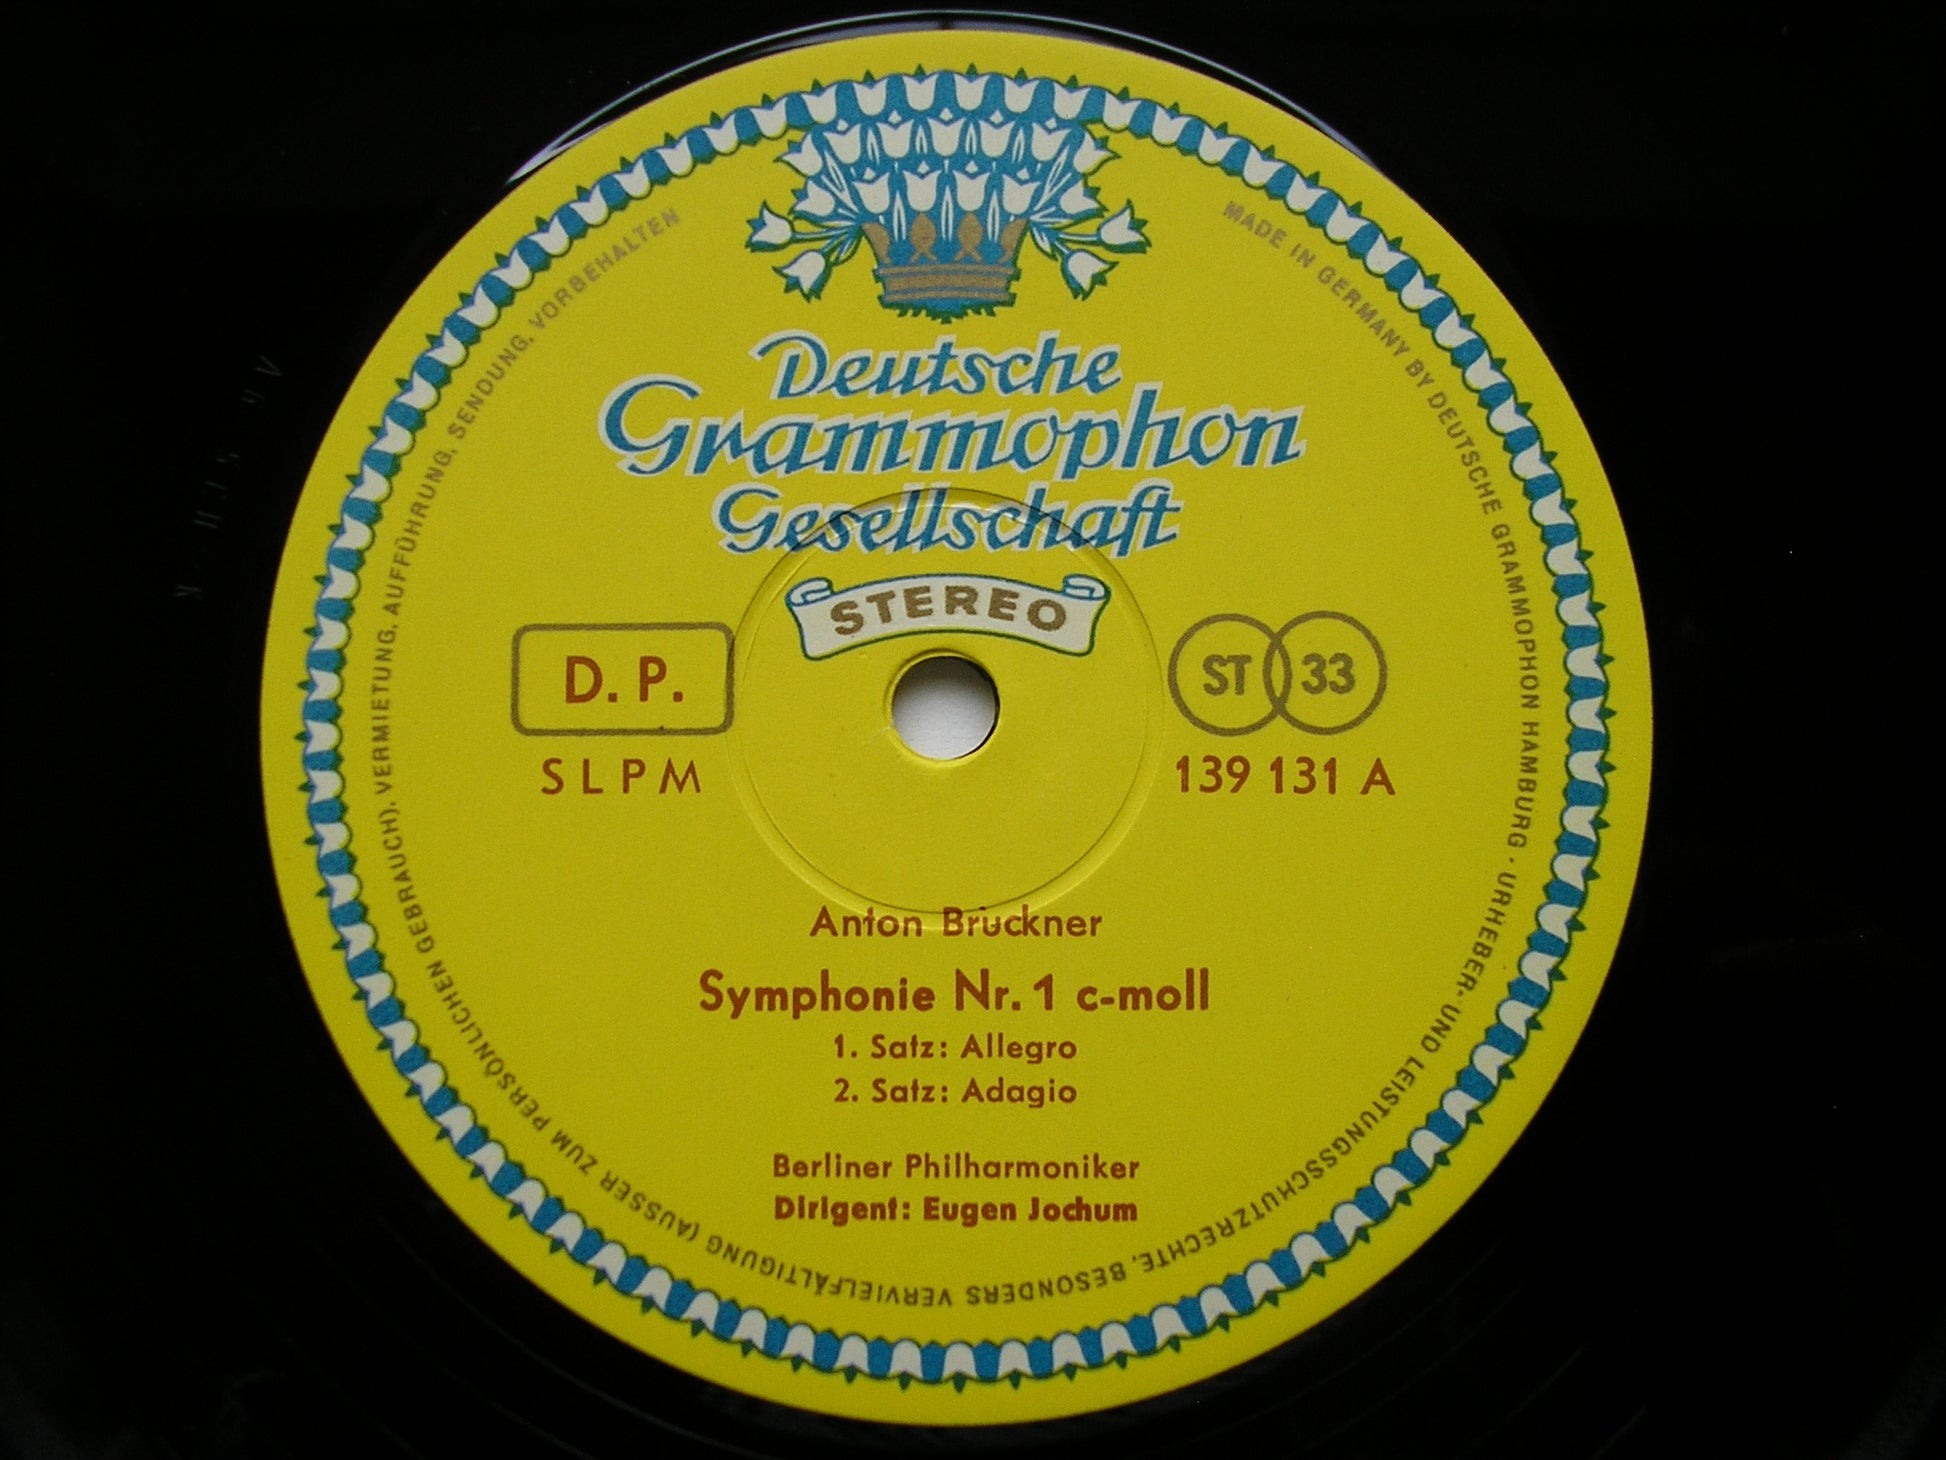 Deutsche
Grammophon
Gesellschaft
STEREO
D. P.
ST 33
SLPM
139 131 A
Anton Bruckner
Symphonie Nr. 1 c-moll
1. Satz: Allegro
2. Satz: Adagio
Berliner Philharmoniker
Dirigent: Eugen Jochum
MADE IN GERMANY BY DEUTSCHE GRAMMOPHON HAMBURG · URHEBER- UND LEISTUNGSSCHUTZRECHTE, BESONDERS VERVIELFÄLTIGUNG (AUSSER ZUM PERSÖNLICHEN GEBRAUCH), VERMIETUNG, AUFFÜHRUNG, SENDUNG, VORBEHALTEN